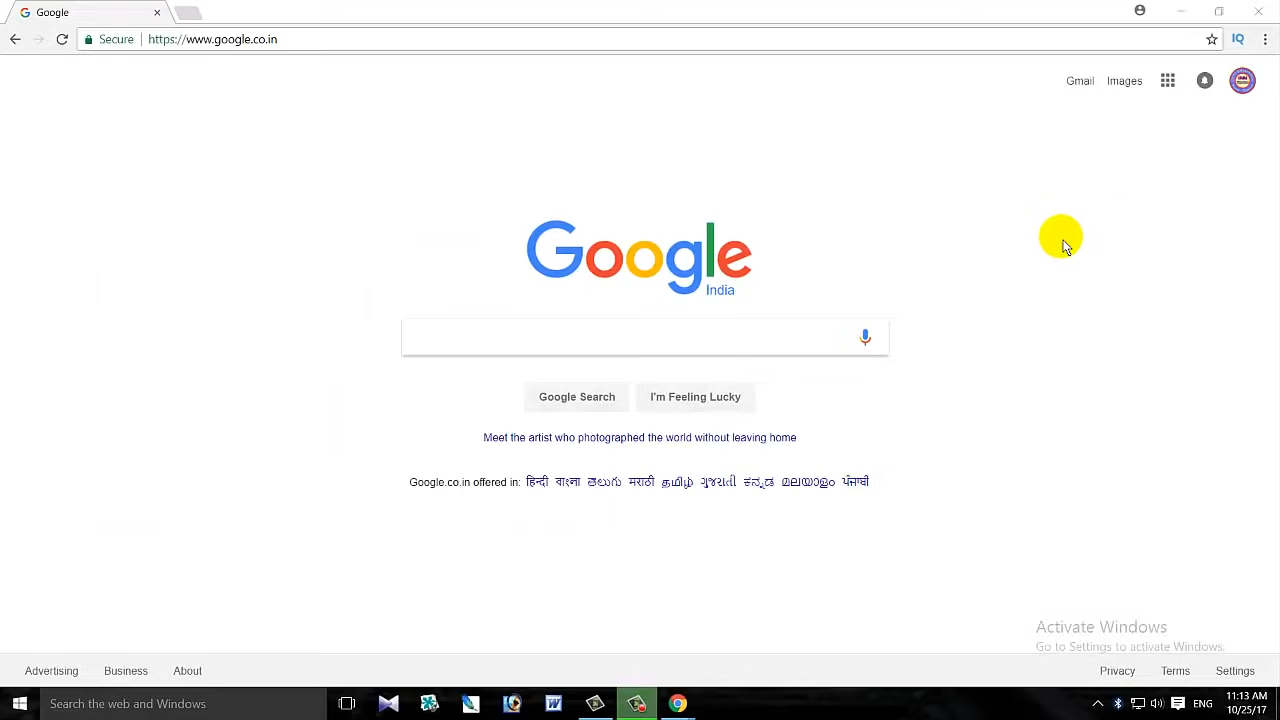 Google
Secure https://www.google.co.in IQ
Gmail Images
Google
India
Google Search I'm Feeling Lucky
Meet the artist who photographed the world without leaving home
Google.co.in offered in: हिन्दी বাংলা తెలుగు मराठी தமிழ் ગુજરાતી ಕನ್ನಡ മലയാളം ਪੰਜਾਬੀ
Activate Windows
Go to Settings to activate Windows.
Advertising Business About Privacy Terms Settings
Search the web and Windows
W
ENG
11:13 AM
10/25/17